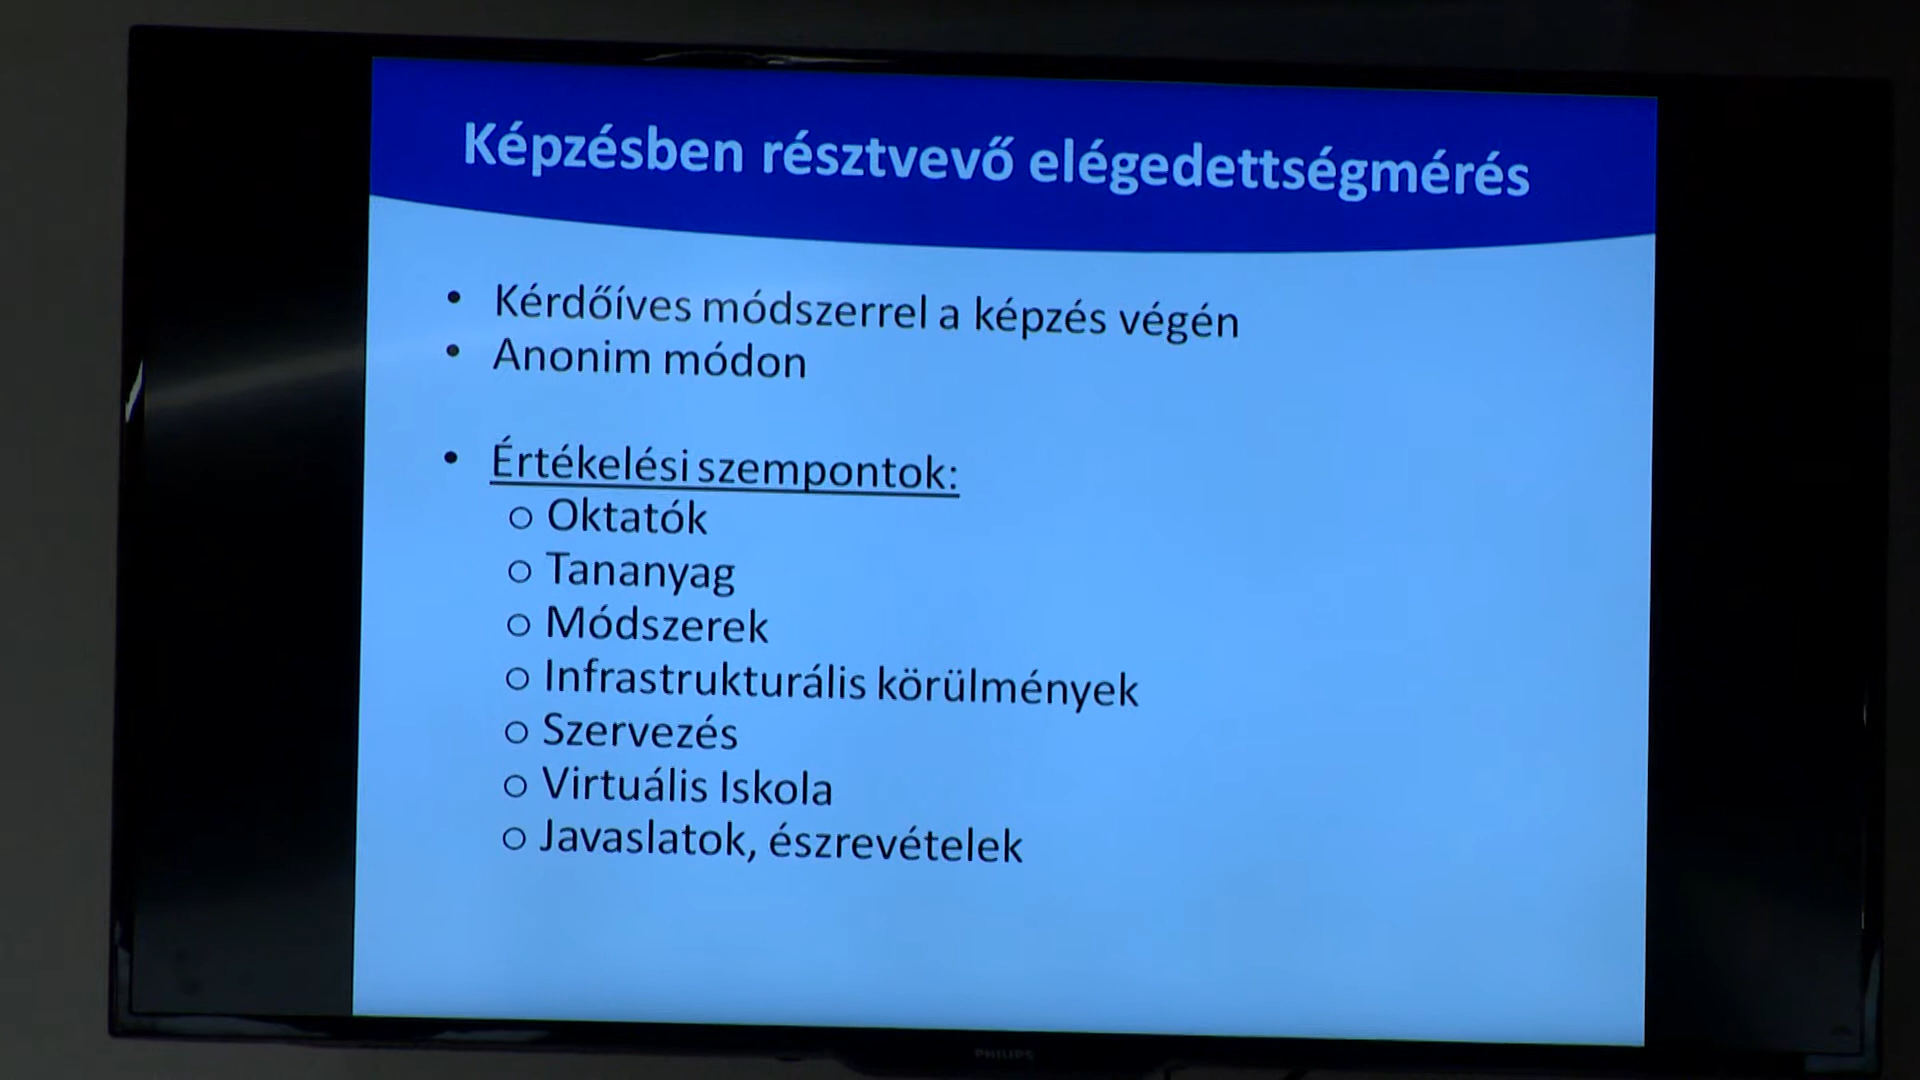 Képzésben résztvevő elégedettségmérés
• Kérdőíves módszerrel a képzés végén
• Anonim módon
• Értékelési szempontok:
o Oktatók
o Tananyag
o Módszerek
o Infrastrukturális körülmények
o Szervezés
o Virtuális Iskola
o Javaslatok, észrevételek
PHILIPS